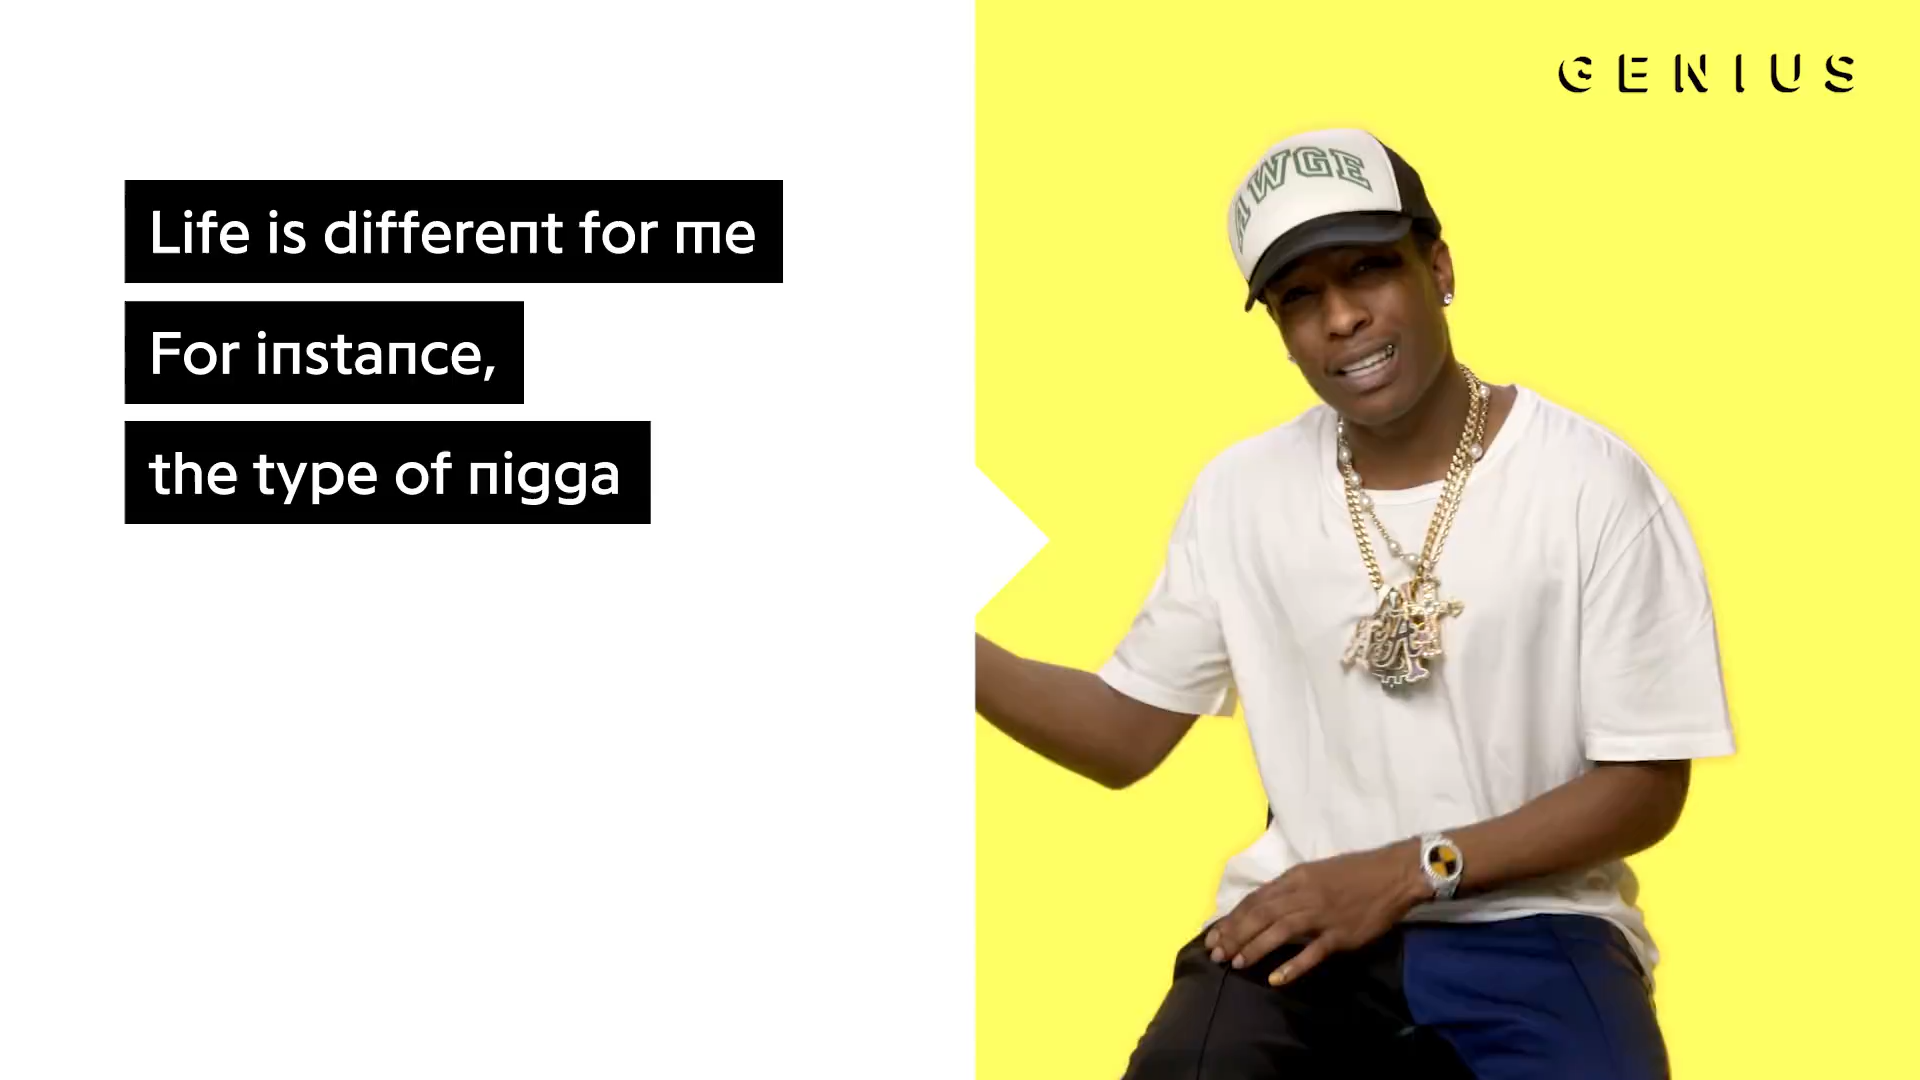 GENIUS
Life is different for me
For instance,
the type of nigga
AWGE